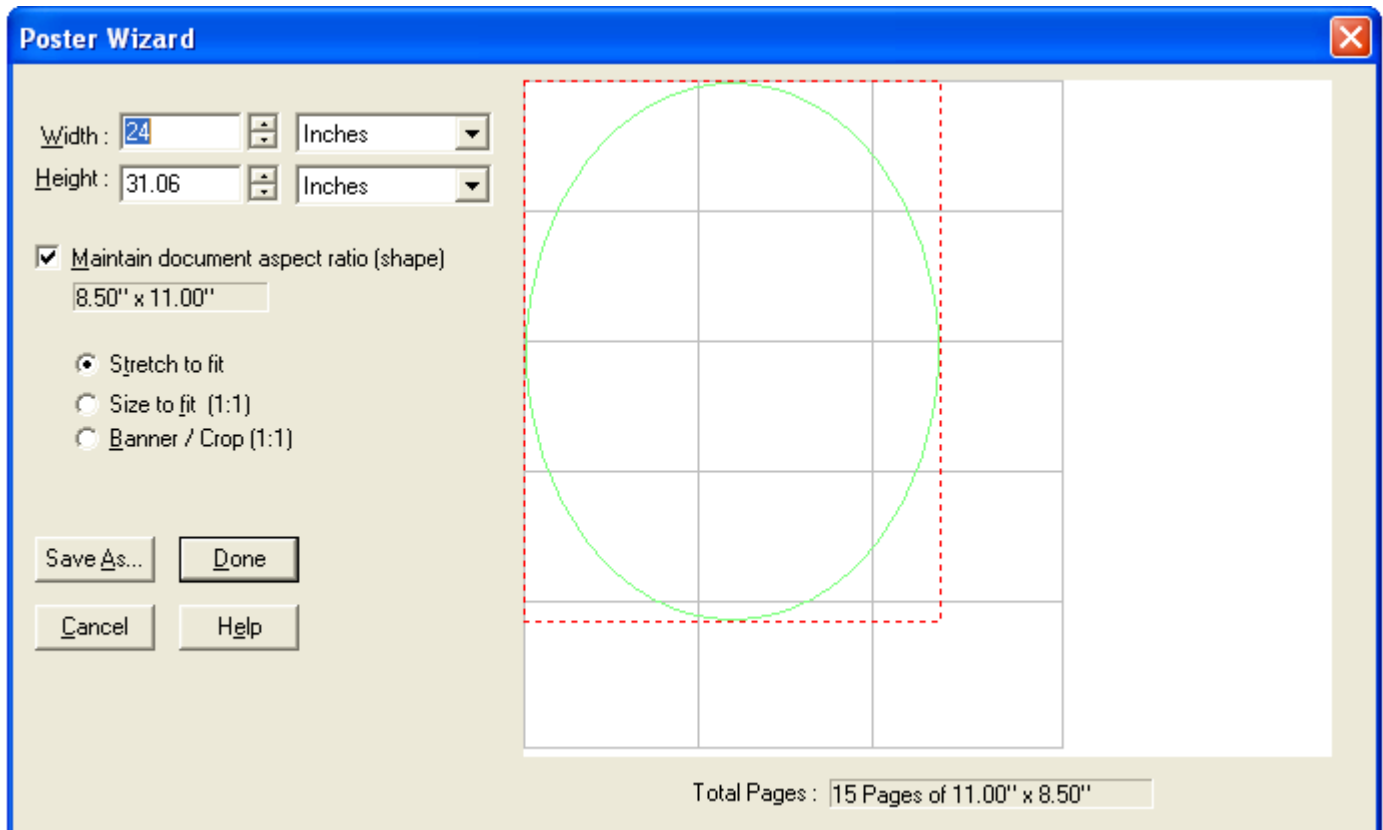 Poster Wizard
Width : 24 Inches
Height : 31.06 Inches
Maintain document aspect ratio (shape)
8.50" x 11.00"
Stretch to fit
Size to fit (1:1)
Banner / Crop (1:1)
Save As... Done
Cancel Help
Total Pages : 15 Pages of 11.00" x 8.50"